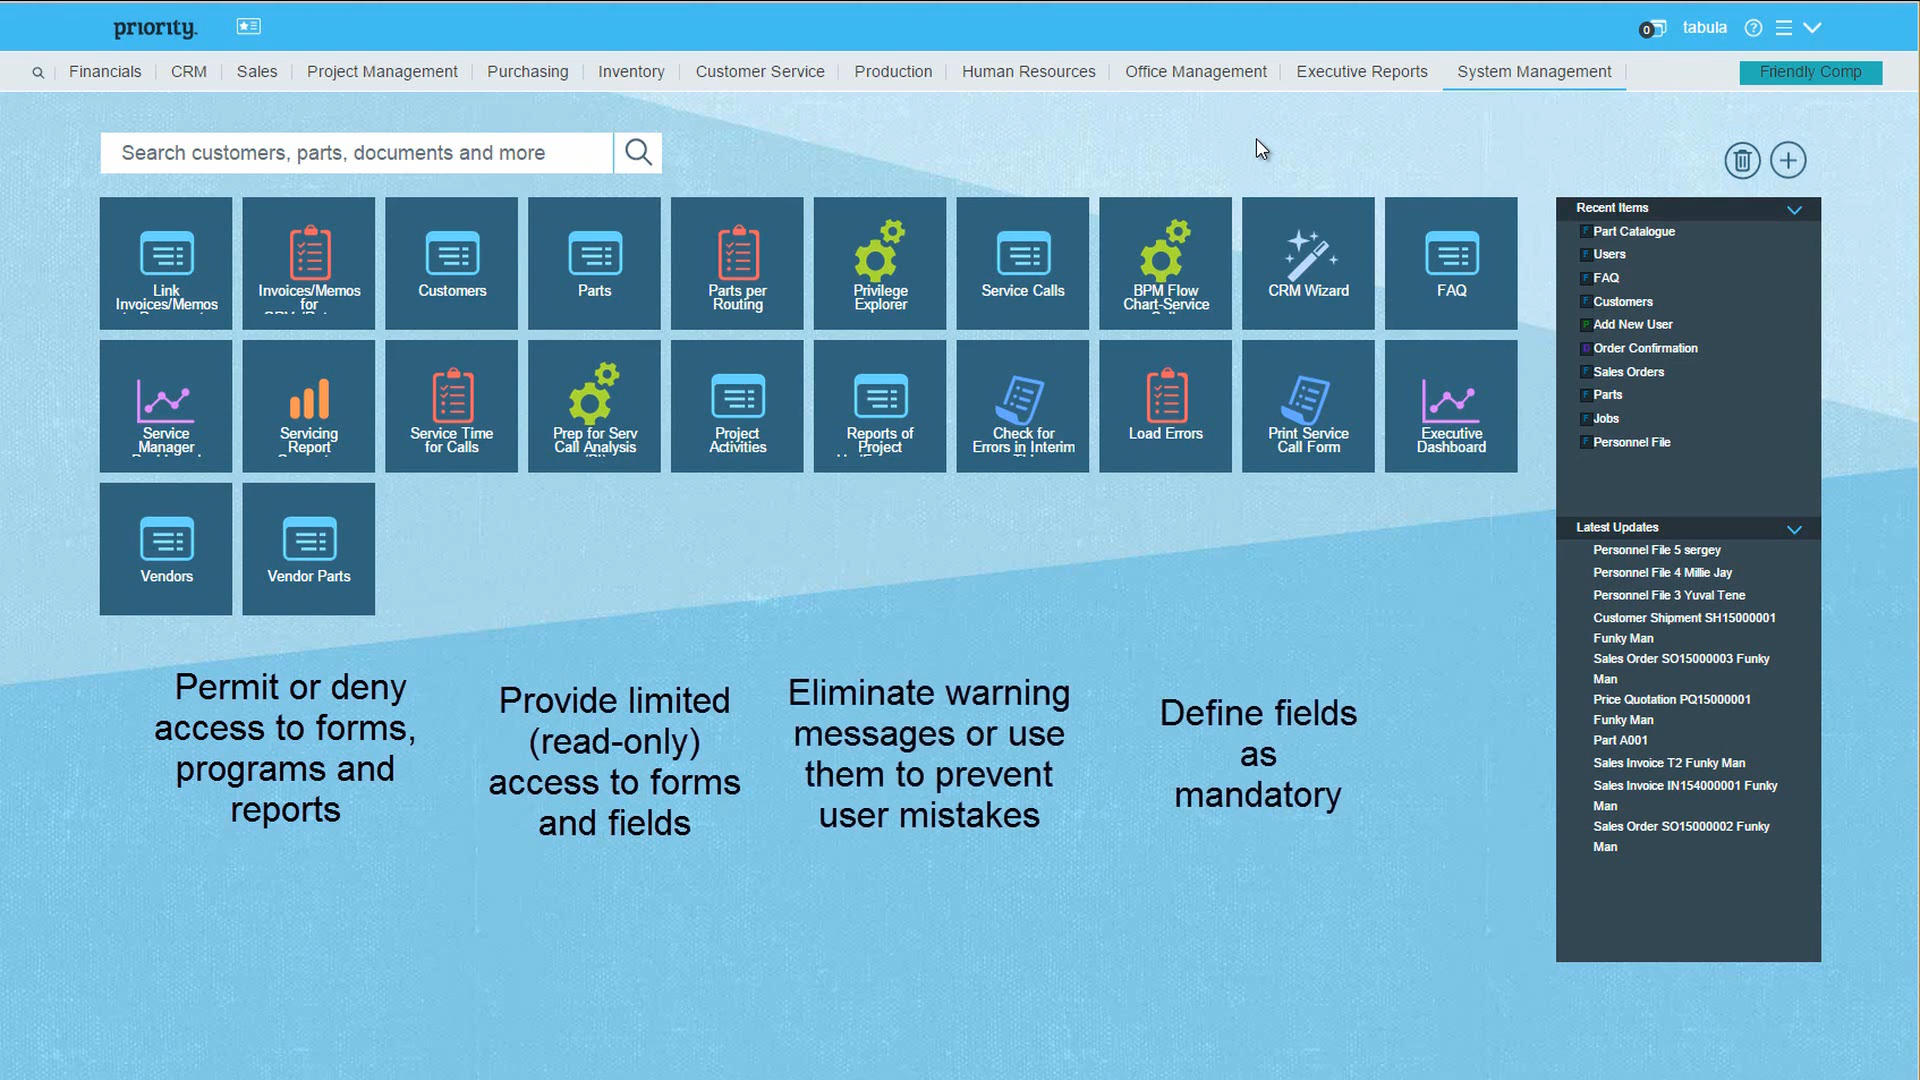 priority.
0 tabula ?
Financials CRM Sales Project Management Purchasing Inventory Customer Service Production Human Resources Office Management Executive Reports System Management Friendly Comp
Search customers, parts, documents and more
Link
Invoices/Memos
Invoices/Memos
for
Customers
Parts
Parts per
Routing
Privilege
Explorer
Service Calls
BPM Flow
Chart-Service
CRM Wizard
FAQ
Service
Manager
Servicing
Report
Service Time
for Calls
Prep for Serv
Call Analysis
Project
Activities
Reports of
Project
Check for
Errors in Interim
Load Errors
Print Service
Call Form
Executive
Dashboard
Vendors
Vendor Parts
Permit or deny
access to forms,
programs and
reports
Provide limited
(read-only)
access to forms
and fields
Eliminate warning
messages or use
them to prevent
user mistakes
Define fields
as
mandatory
Recent Items
F Part Catalogue
F Users
F FAQ
F Customers
P Add New User
D Order Confirmation
F Sales Orders
F Parts
F Jobs
F Personnel File
Latest Updates
Personnel File 5 sergey
Personnel File 4 Millie Jay
Personnel File 3 Yuval Tene
Customer Shipment SH15000001
Funky Man
Sales Order SO15000003 Funky
Man
Price Quotation PQ15000001
Funky Man
Part A001
Sales Invoice T2 Funky Man
Sales Invoice IN154000001 Funky
Man
Sales Order SO15000002 Funky
Man